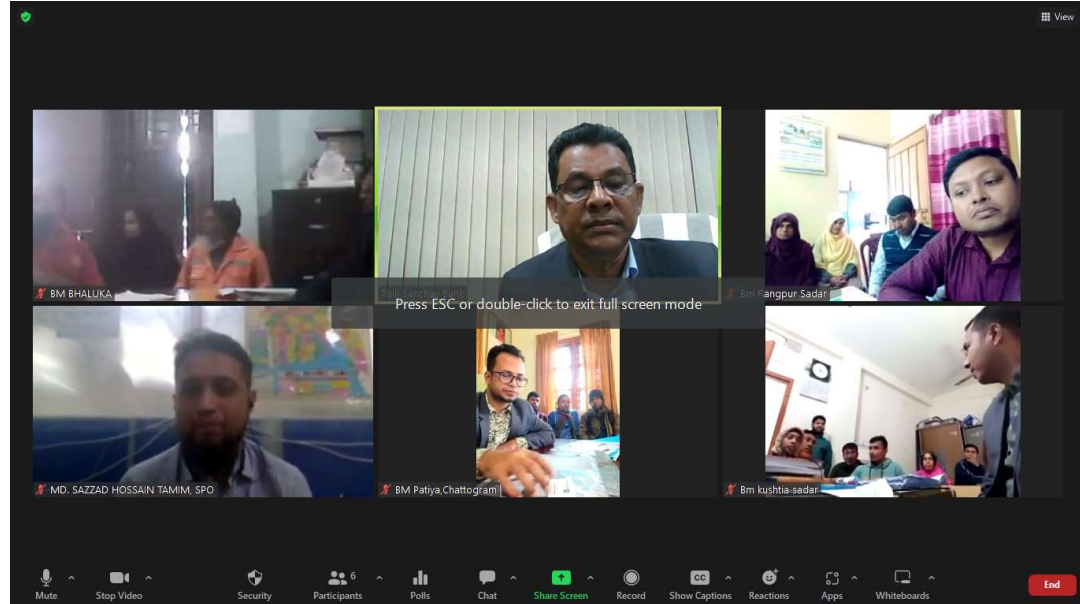 View
BM BHALUKA
Palli Sanchay Bank
Bm Rangpur Sadar
Press ESC or double-click to exit full screen mode
MD. SAZZAD HOSSAIN TAMIM, SPO
BM Patiya,Chattogram
Bm kushtia sadar
Mute
Stop Video
Security
6
Participants
Polls
Chat
Share Screen
Record
CC
Show Captions
Reactions
Apps
Whiteboards
End